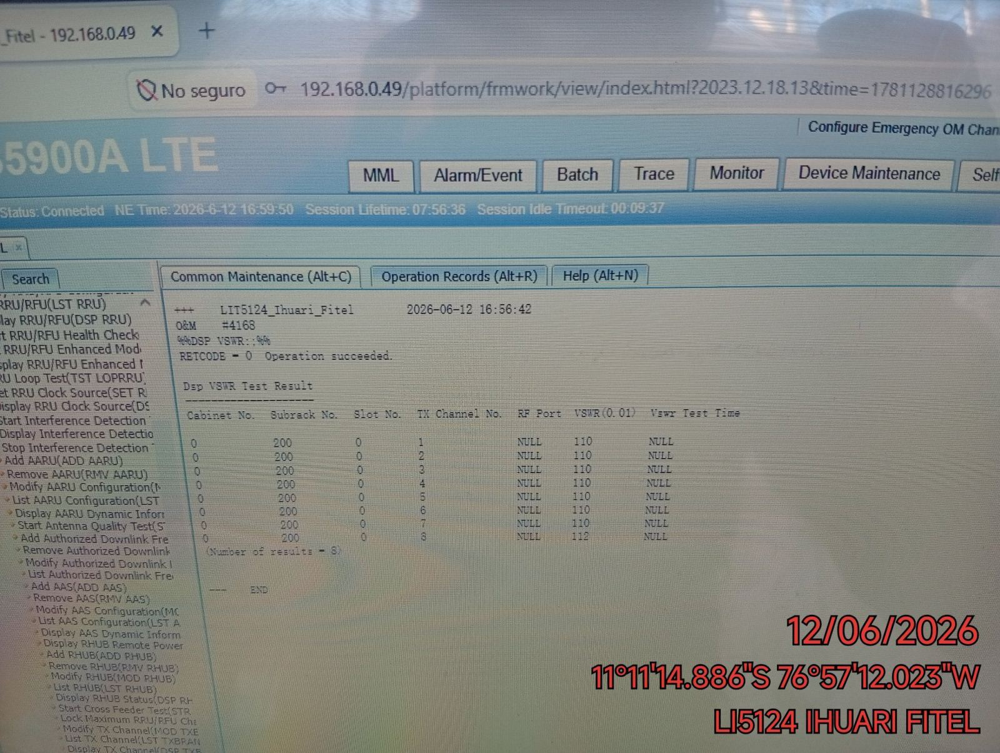 _Fitel - 192.168.0.49 × +
No seguro 192.168.0.49/platform/frmwork/view/index.html?2023.12.18.13&time=1781128816296
Configure Emergency OM Chan
5900A LTE
MML Alarm/Event Batch Trace Monitor Device Maintenance Self
Status: Connected NE Time: 2026-6-12 16:59:50 Session Lifetime: 07:56:36 Session Idle Timeout: 00:09:37
L ×
Search
Common Maintenance (Alt+C) Operation Records (Alt+R) Help (Alt+N)
RRU/RFU(LST RRU)
lay RRU/RFU(DSP RRU)
t RRU/RFU Health Check
RRU/RFU Enhanced Mod
splay RRU/RFU Enhanced
RU Loop Test(TST LOPRRU)
et RRU Clock Source(SET R
isplay RRU Clock Source(DS
Start Interference Detection
Display Interference Detectio
Stop Interference Detection
Add AARU(ADD AARU)
Remove AARU(RMV AARU)
Modify AARU Configuration(M
List AARU Configuration(LST
Display AARU Dynamic Infor
Start Antenna Quality Test(S
Add Authorized Downlink Fre
Remove Authorized Downlink
Modify Authorized Downlink
List Authorized Downlink Fre
Add AAS(ADD AAS)
Remove AAS(RMV AAS)
Modify AAS Configuration(MO
List AAS Configuration(LST A
Display AAS Dynamic Inform
Display RHUB Remote Power
Add RHUB(ADD RHUB)
Remove RHUB(RMV RHUB)
Modify RHUB(MOD RHUB)
List RHUB(LST RHUB)
Display RHUB Status(DSP RH
Start Cross Feeder Test(STR
Lock Maximum RRU/RFU Cha
Modify TX Channel(MOD TXB
List TX Channel(LST TXBRAN
Display TX Channel(DSP TXB
+++ LIT5124_Ihuari_Fitel 2026-06-12 16:56:42
O&M #4168
%%DSP VSWR:;%%
RETCODE = 0 Operation succeeded.
Dsp VSWR Test Result
--------------------
Cabinet No. Subrack No. Slot No. TX Channel No. RF Port VSWR(0.01) Vswr Test Time
0 200 0 1 NULL 110 NULL
0 200 0 2 NULL 110 NULL
0 200 0 3 NULL 110 NULL
0 200 0 4 NULL 110 NULL
0 200 0 5 NULL 110 NULL
0 200 0 6 NULL 110 NULL
0 200 0 7 NULL 110 NULL
0 200 0 8 NULL 112 NULL
(Number of results = 8)
--- END
12/06/2026
11°11'14.886"S 76°57'12.023"W
LI5124 IHUARI FITEL